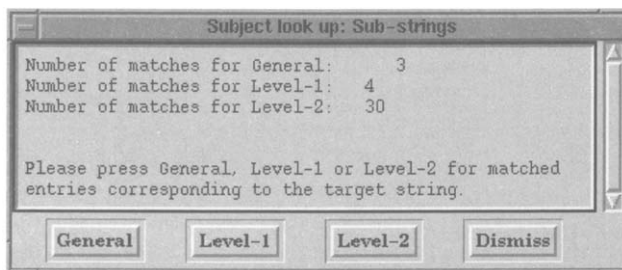 Subject look up: Sub-strings
Number of matches for General: 3
Number of matches for Level-1: 4
Number of matches for Level-2: 30
Please press General, Level-1 or Level-2 for matched
entries corresponding to the target string.
General Level-1 Level-2 Dismiss